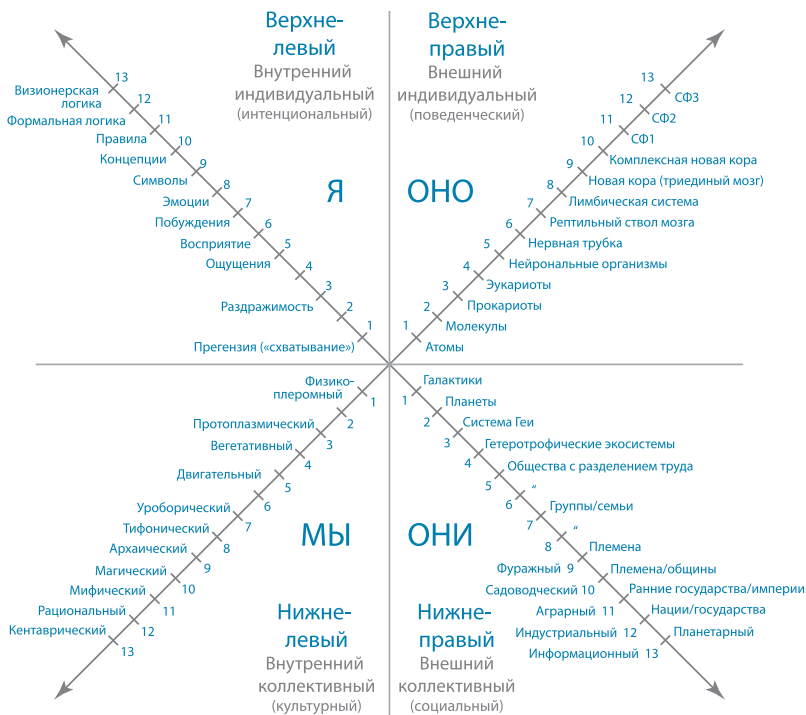 Верхне-
левый
Внутренний
индивидуальный
(интенциональный)
Верхне-
правый
Внешний
индивидуальный
(поведенческий)
13
Визионерская
логика
12
Формальная логика
11
Правила
10
Концепции
9
Символы
8
Эмоции
7
Побуждения
6
Восприятие
5
Ощущения
4
3
Раздражимость
2
1
Прегензия («схватывание»)
Я
ОНО
13
СФ3
12
СФ2
11
СФ1
10
Комплексная новая кора
9
Новая кора (триединый мозг)
8
Лимбическая система
7
Рептильный ствол мозга
6
Нервная трубка
5
Нейрональные организмы
4
Эукариоты
3
Прокариоты
2
Молекулы
1
Атомы
Физико-
плеромный
1
2
Протоплазмический
3
Вегетативный
4
Двигательный
5
6
Уроборический
7
Тифонический
8
Архаический
9
Магический
10
Мифический
11
Рациональный
12
Кентаврический
13
МЫ
ОНИ
Галактики
1
Планеты
2
Система Геи
3
Гетеротрофические экосистемы
4
Общества с разделением труда
5
“
6
Группы/семьи
7
“
8
Племена
Фуражный 9
Племена/общины
Садоводческий 10
Ранние государства/империи
Аграрный 11
Нации/государства
Индустриальный 12
Планетарный
Информационный 13
Нижне-
левый
Внутренний
коллективный
(культурный)
Нижне-
правый
Внешний
коллективный
(социальный)